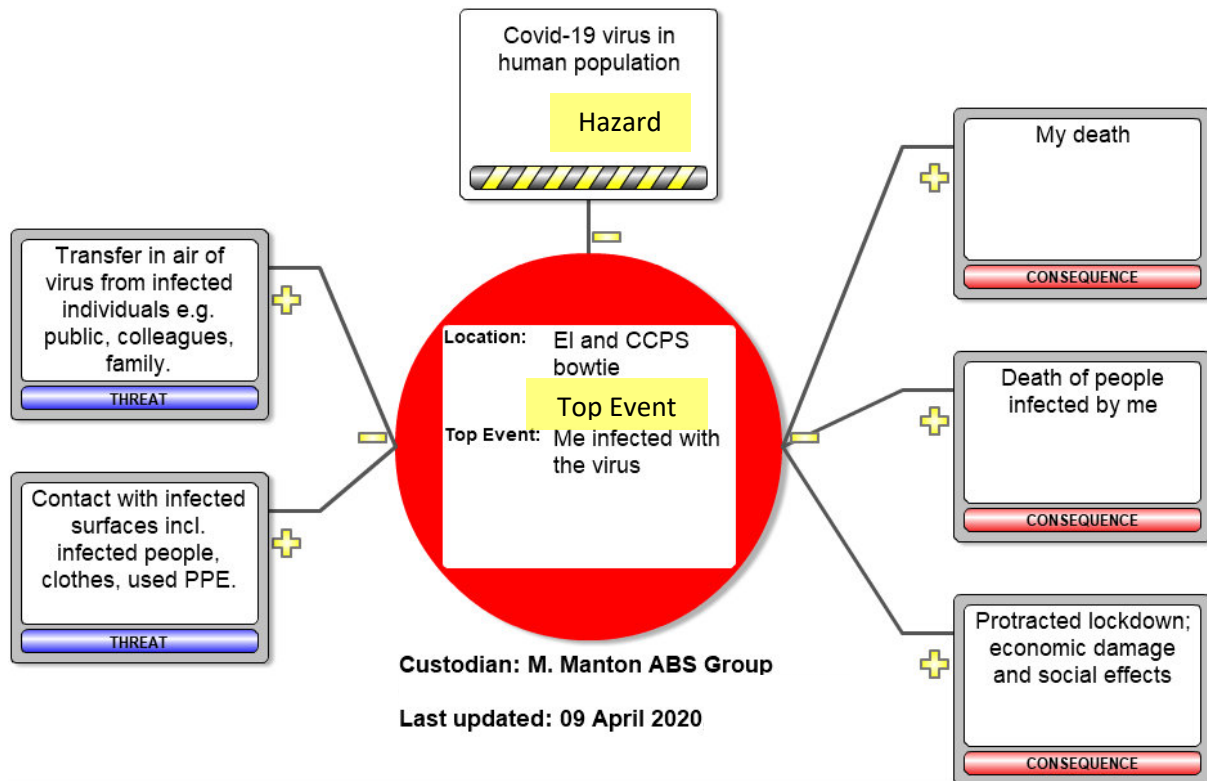 Covid-19 virus in
human population
Hazard
Transfer in air of
virus from infected
individuals e.g.
public, colleagues,
family.
THREAT
Contact with infected
surfaces incl.
infected people,
clothes, used PPE.
THREAT
Location: EI and CCPS
bowtie
Top Event
Top Event: Me infected with
the virus
Custodian: M. Manton ABS Group
Last updated: 09 April 2020
My death
CONSEQUENCE
Death of people
infected by me
CONSEQUENCE
Protracted lockdown;
economic damage
and social effects
CONSEQUENCE